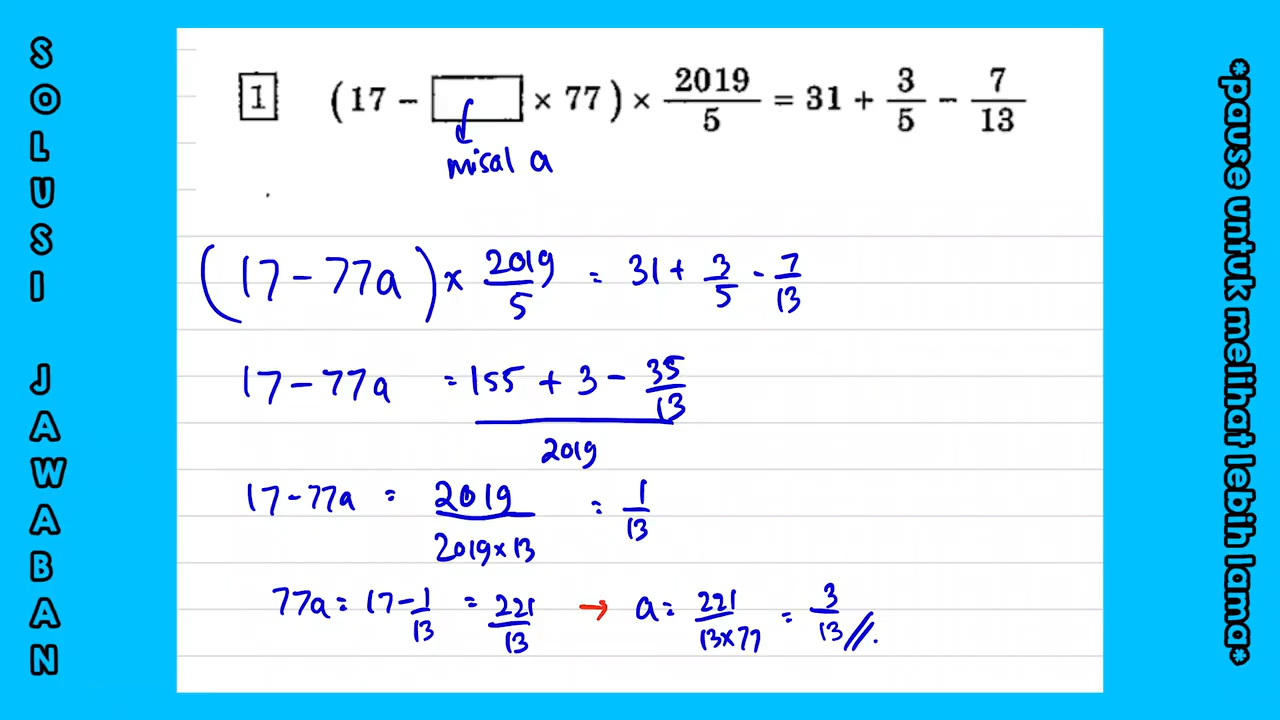 SOLUSI JAWABAN
1 (17 − □ × 77) × 2019/5 = 31 + 3/5 − 7/13
misal a
(17 − 77a) × 2019/5 = 31 + 3/5 - 7/13
17 − 77a = (155 + 3 − 35/13)/2019
17 − 77a = 2019/(2019×13) = 1/13
77a = 17 − 1/13 = 221/13 → a = 221/(13×77) = 3/13 //.
*pause untuk melihat lebih lama*